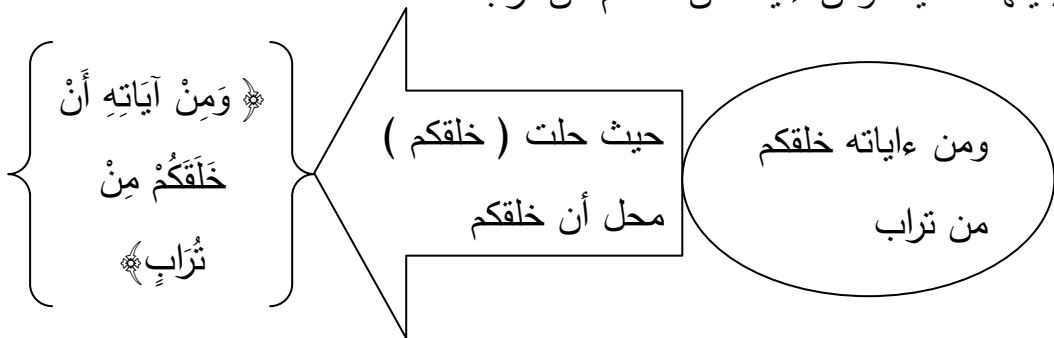 ومن ءاياته خلقكم
من تراب
حيث حلت ( خلقكم )
محل أن خلقكم
﴿ وَمِنْ آيَاتِهِ أَنْ
خَلَقَكُمْ مِنْ
تُرَابٍ﴾